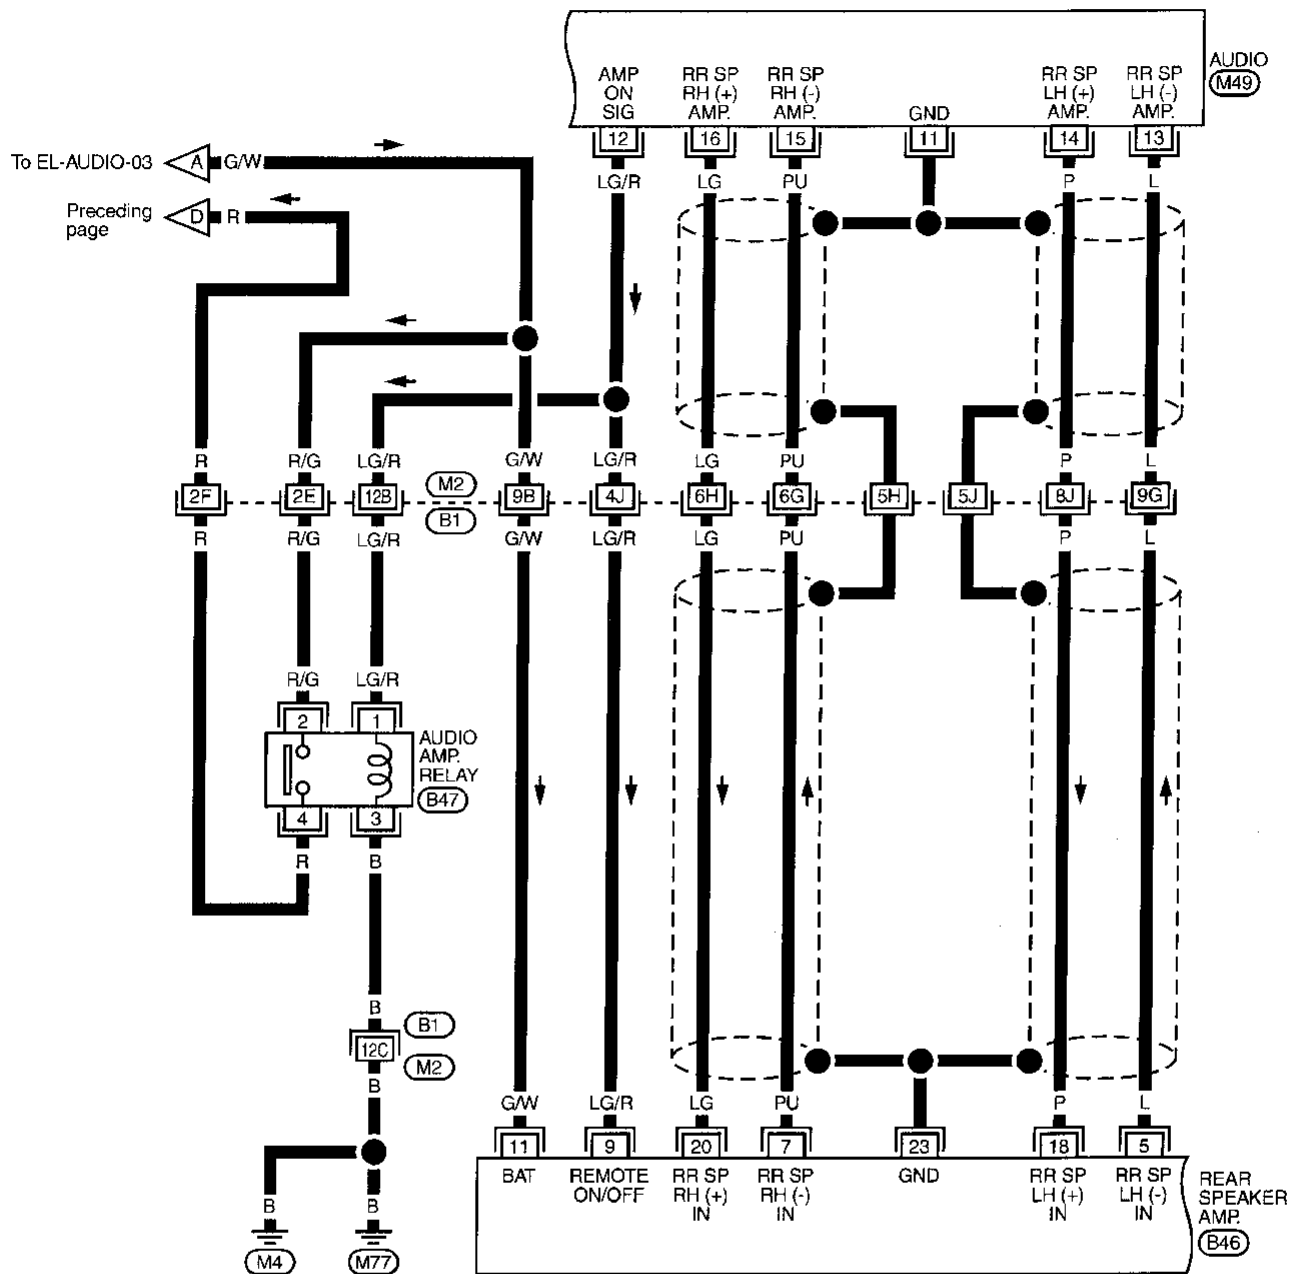 AUDIO
M49
AMP ON SIG
RR SP RH (+) AMP.
RR SP RH (-) AMP.
GND
RR SP LH (+) AMP.
RR SP LH (-) AMP.
12 16 15 11 14 13
To EL-AUDIO-03 A G/W
LG/R LG PU P L
Preceding page D R
R R/G LG/R G/W LG/R LG PU P L
M2
2F 2E 12B 9B 4J 6H 6G 5H 5J 8J 9G
B1
R R/G LG/R G/W LG/R LG PU P L
R/G LG/R
2 1
AUDIO
AMP.
RELAY
B47
4 3
R B
B
B1
12C
M2
B
G/W LG/R LG PU P L
11 9 20 7 23 18 5
BAT
REMOTE ON/OFF
RR SP RH (+) IN
RR SP RH (-) IN
GND
RR SP LH (+) IN
RR SP LH (-) IN
REAR
SPEAKER
AMP.
B46
B B
M4 M77